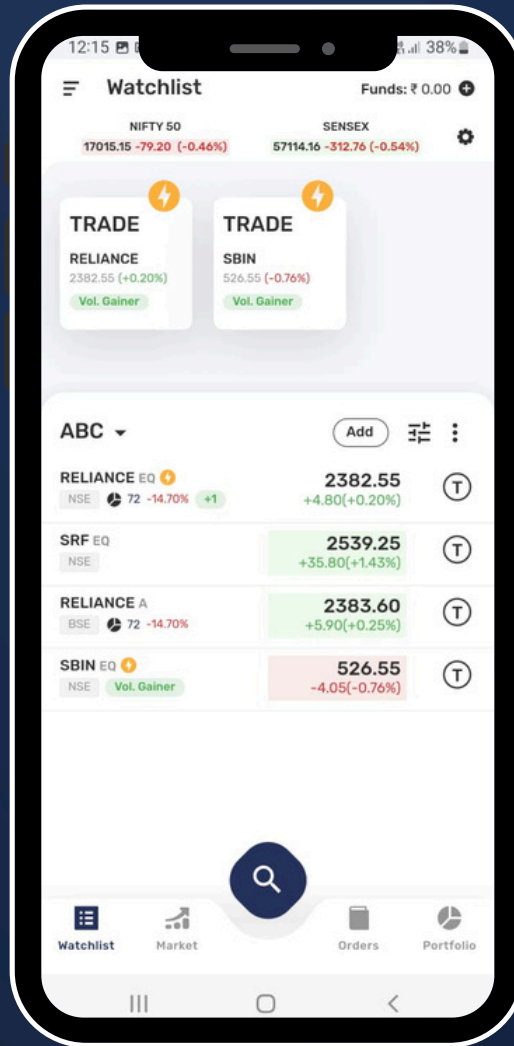 12:15 38%
Watchlist Funds: ₹ 0.00
NIFTY 50 SENSEX
17015.15 -79.20 (-0.46%) 57114.16 -312.76 (-0.54%)
TRADE TRADE
RELIANCE SBIN
2382.55 (+0.20%) 526.55 (-0.76%)
Vol. Gainer Vol. Gainer
ABC Add
RELIANCE EQ 2382.55 T
NSE 72 -14.70% +1 +4.80(+0.20%)
SRF EQ 2539.25 T
NSE +35.80(+1.43%)
RELIANCE A 2383.60 T
BSE 72 -14.70% +5.90(+0.25%)
SBIN EQ 526.55 T
NSE Vol. Gainer -4.05(-0.76%)
Watchlist Market Orders Portfolio